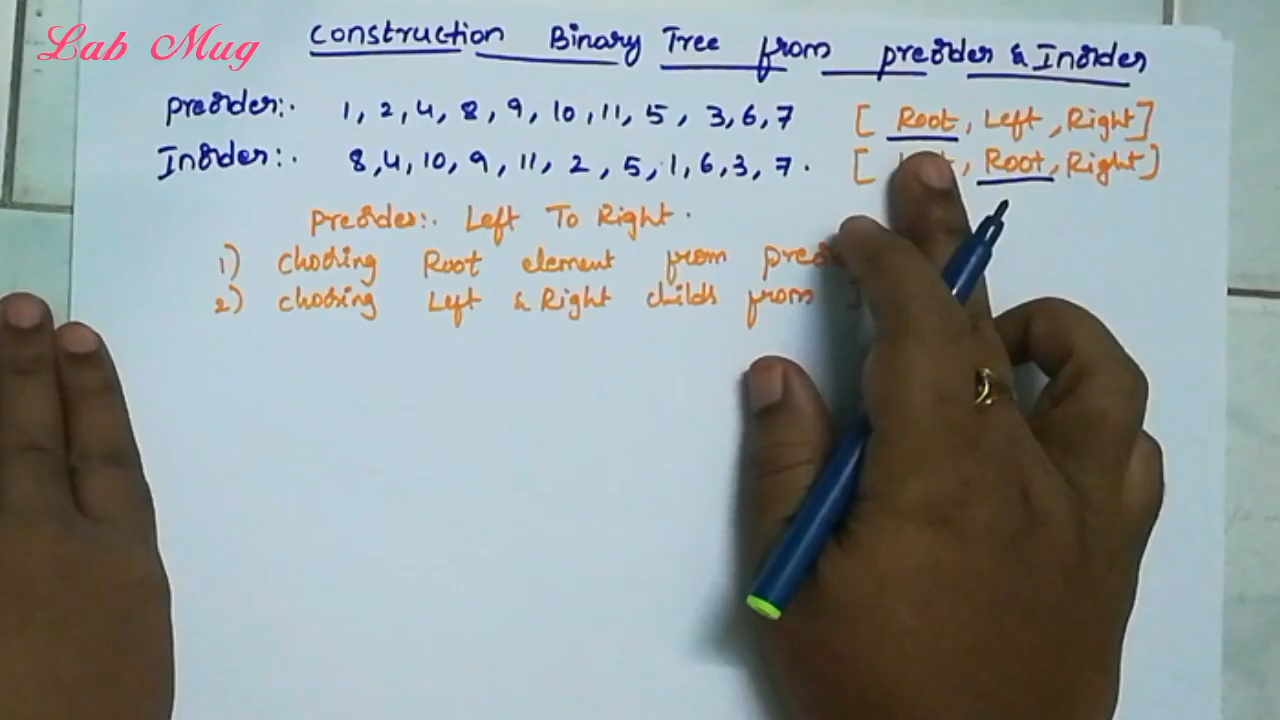 Lab Mug
Construction Binary Tree from preorder & Inorder
preorder:. 1, 2, 4, 8, 9, 10, 11, 5, 3, 6, 7 [Root, Left, Right]
Inorder:. 8, 4, 10, 9, 11, 2, 5, 1, 6, 3, 7. [ , Root, Right]
preorder:. Left To Right.
1) choosing Root element from
2) choosing Left & Right childs from